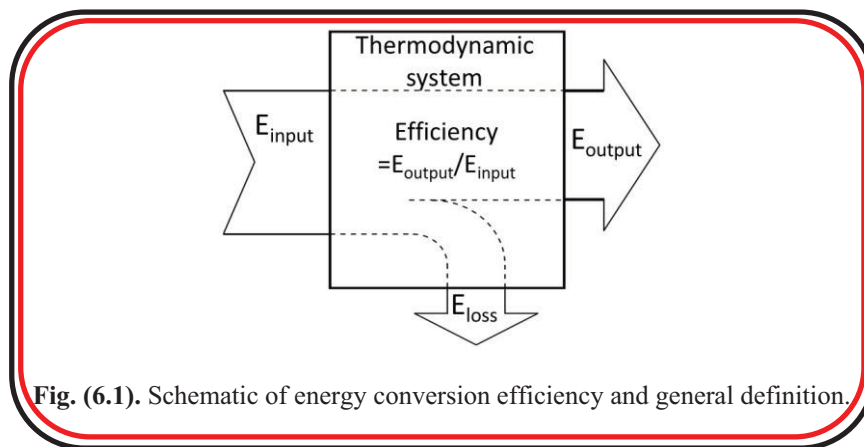 Thermodynamic
system
E_input
Efficiency
=E_output/E_input
E_output
E_loss
Fig. (6.1). Schematic of energy conversion efficiency and general definition.